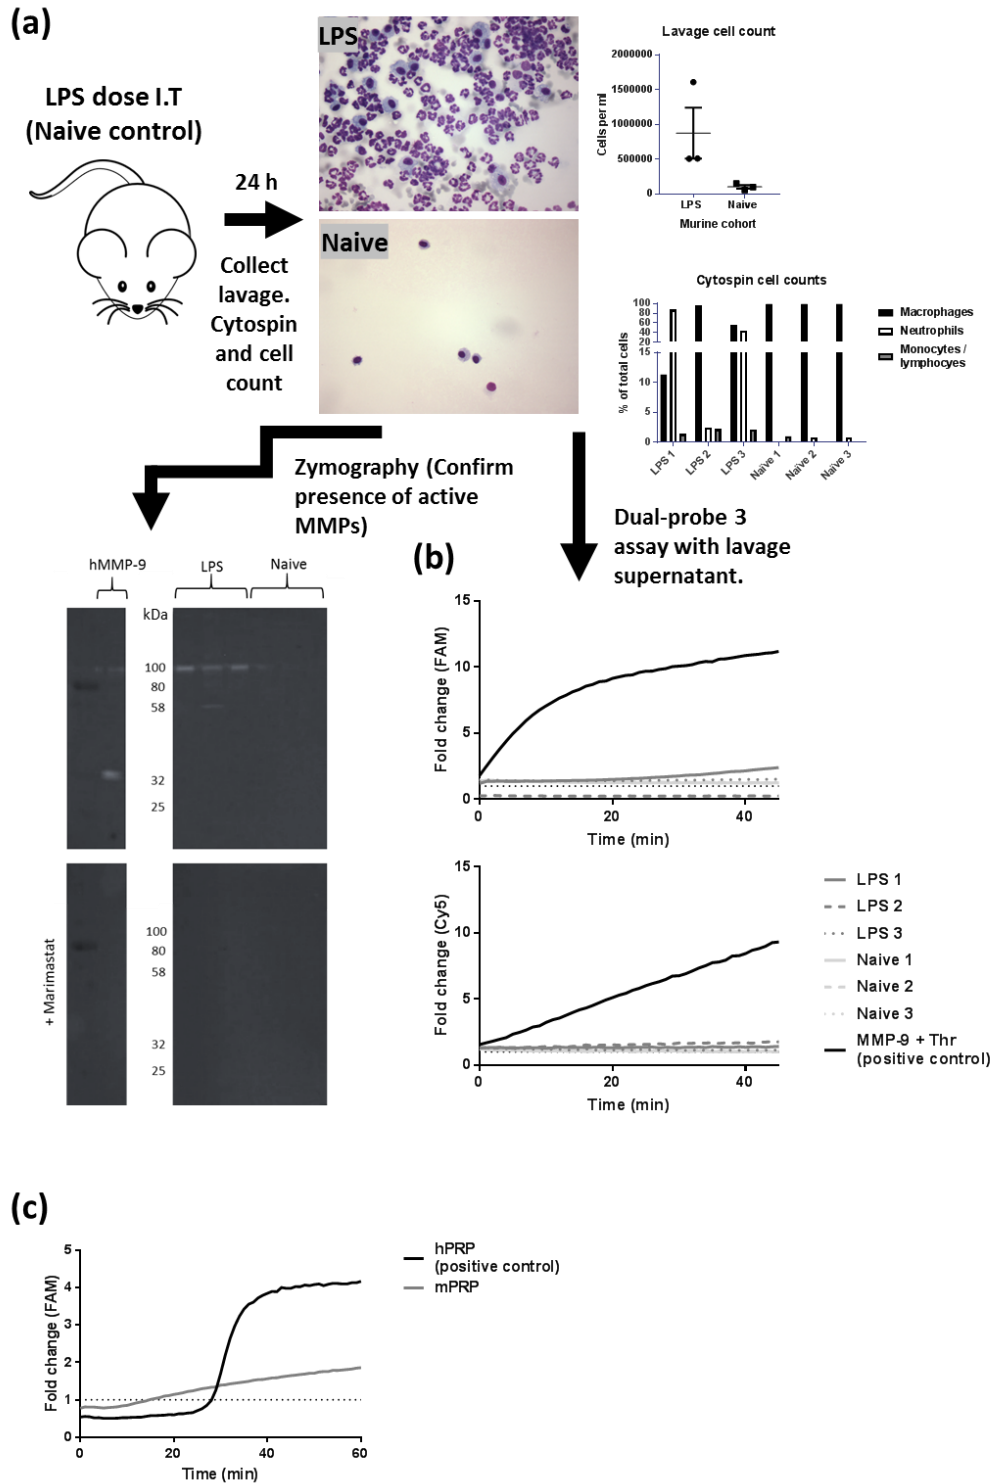 (a)
LPS dose I.T
(Naive control)
24 h
Collect
lavage.
Cytospin
and cell
count
LPS
Naive
Lavage cell count
2000000
1500000
1000000
500000
0
Cells per ml
LPS
Naive
Murine cohort
Cytospin cell counts
100
80
60
40
20
15
10
5
0
% of total cells
LPS 1
LPS 2
LPS 3
Naïve 1
Naïve 2
Naïve 3
Macrophages
Neutrophils
Monocytes /
lymphocyes
Zymography (Confirm
presence of active
MMPs)
Dual-probe 3
assay with lavage
supernatant.
hMMP-9
LPS
Naive
kDa
100
80
58
32
25
+ Marimastat
100
80
58
32
25
(b)
15
10
5
0
Fold change (FAM)
0
20
40
Time (min)
15
10
5
0
Fold change (Cy5)
0
20
40
Time (min)
LPS 1
LPS 2
LPS 3
Naive 1
Naive 2
Naive 3
MMP-9 + Thr
(positive control)
(c)
5
4
3
2
1
0
Fold change (FAM)
0
20
40
60
Time (min)
hPRP
(positive control)
mPRP